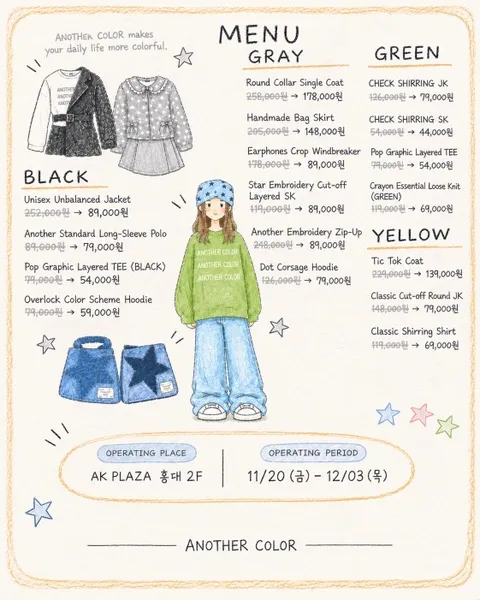 ANOTHER COLOR makes
your daily life more colorful.
MENU
GRAY
Round Collar Single Coat
258,000원 → 178,000원
Handmade Bag Skirt
205,000원 → 148,000원
Earphones Crop Windbreaker
178,000원 → 89,000원
Star Embroidery Cut-off
Layered SK
119,000원 → 89,000원
Another Embroidery Zip-Up
248,000원 → 89,000원
Dot Corsage Hoodie
126,000원 → 79,000원
GREEN
CHECK SHIRRING JK
126,000원 → 79,000원
CHECK SHIRRING SK
54,000원 → 44,000원
Pop Graphic Layered TEE
79,000원 → 54,000원
Crayon Essential Loose Knit
(GREEN)
119,000원 → 69,000원
YELLOW
Tic Tok Coat
229,000원 → 139,000원
Classic Cut-off Round JK
148,000원 → 79,000원
Classic Shirring Shirt
119,000원 → 69,000원
BLACK
Unisex Unbalanced Jacket
252,000원 → 89,000원
Another Standard Long-Sleeve Polo
89,000원 → 79,000원
Pop Graphic Layered TEE (BLACK)
79,000원 → 54,000원
Overlock Color Scheme Hoodie
79,000원 → 59,000원
ANOTHER COLOR
ANOTHER COLOR
ANOTHER COLOR
OPERATING PLACE
AK PLAZA 홍대 2F
OPERATING PERIOD
11/20 (금) – 12/03 (목)
ANOTHER COLOR